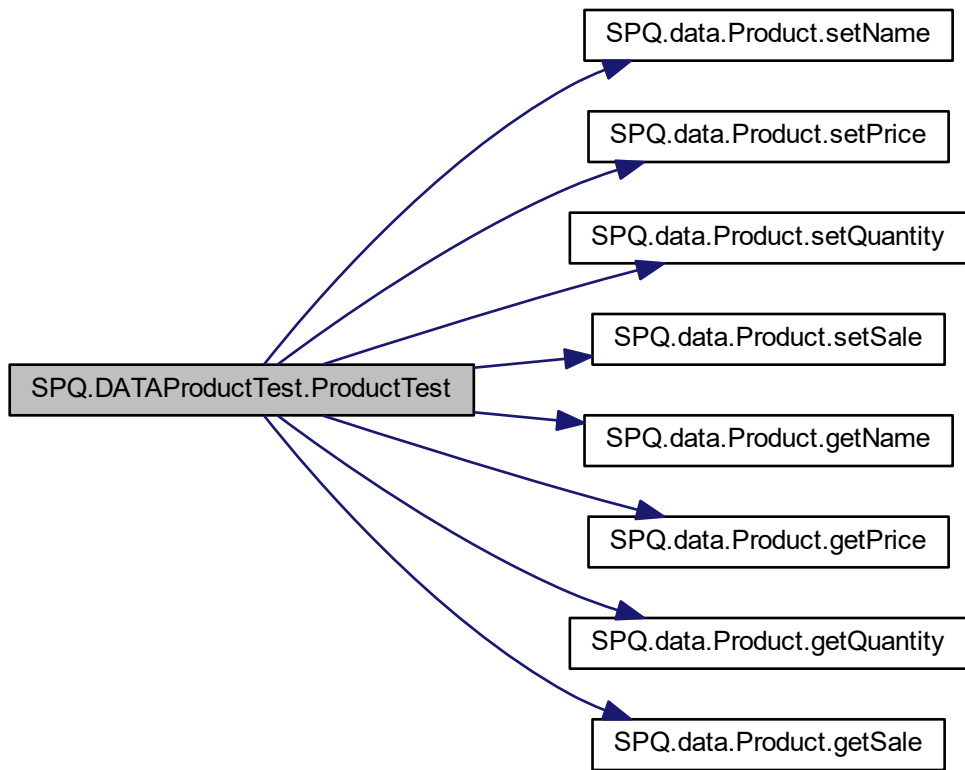 SPQ.data.Product.setName
SPQ.data.Product.setPrice
SPQ.data.Product.setQuantity
SPQ.data.Product.setSale
SPQ.DATAProductTest.ProductTest
SPQ.data.Product.getName
SPQ.data.Product.getPrice
SPQ.data.Product.getQuantity
SPQ.data.Product.getSale